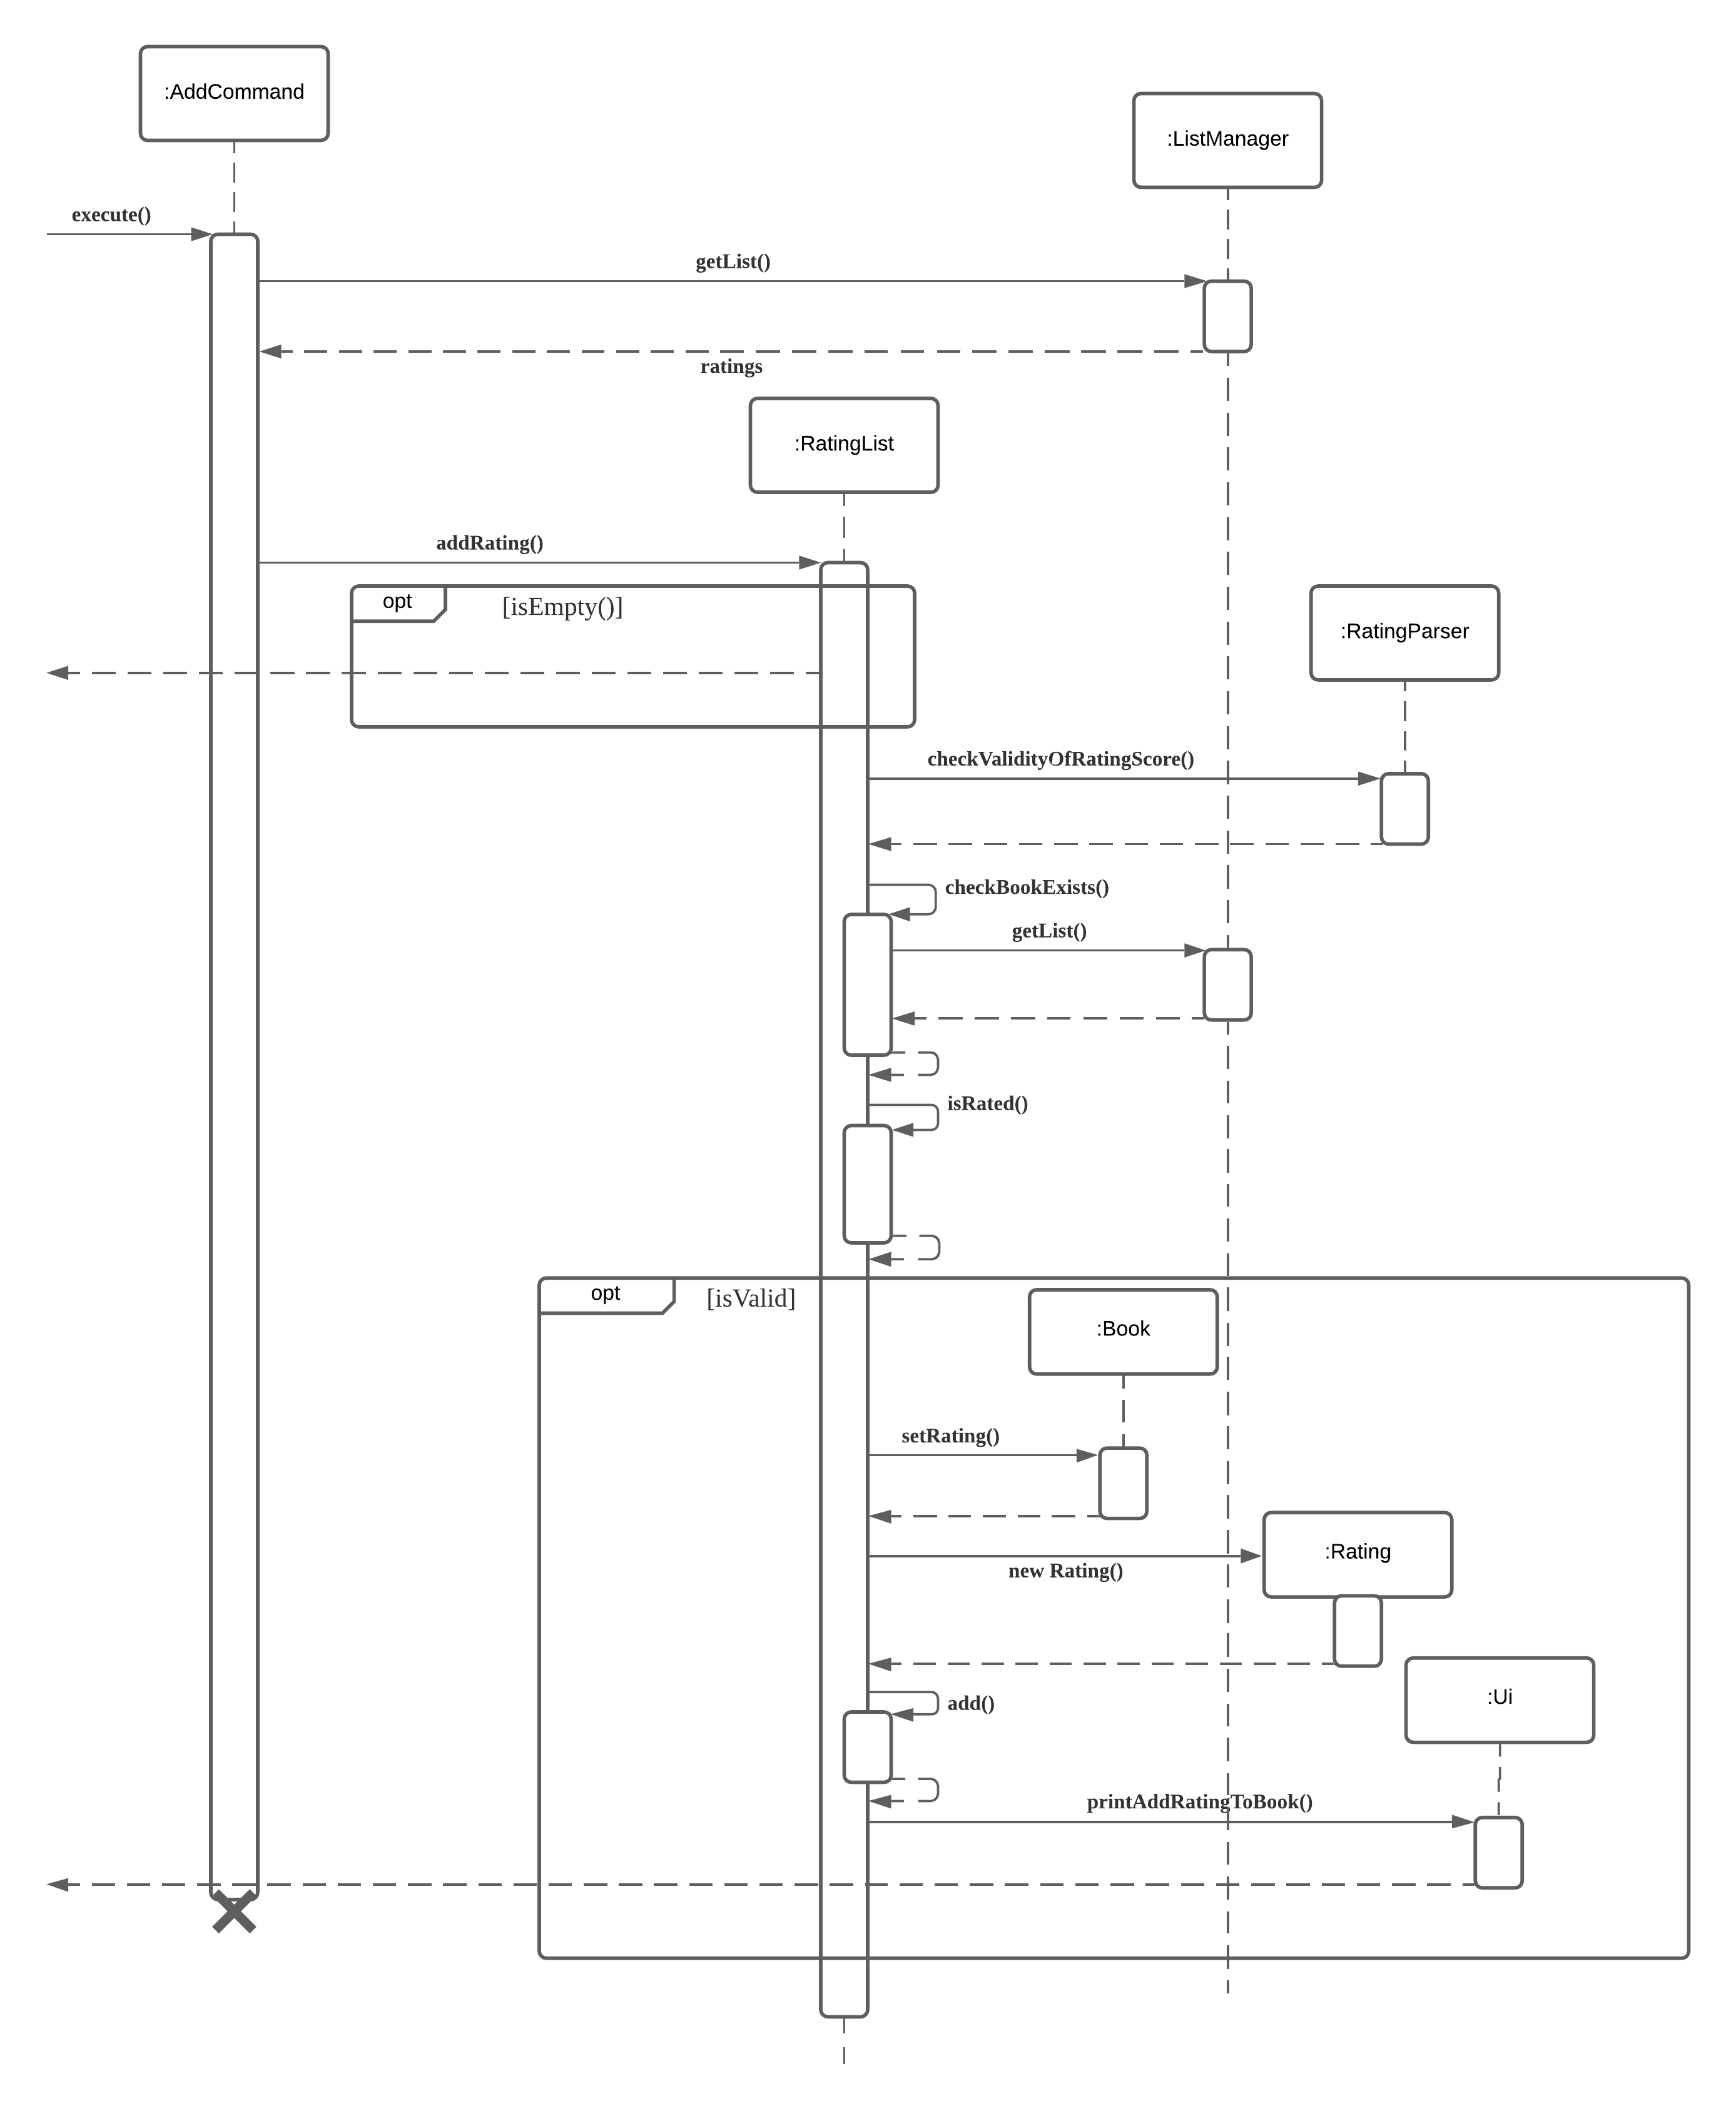 :AddCommand
:ListManager
execute()
getList()
ratings
:RatingList
addRating()
opt
[isEmpty()]
:RatingParser
checkValidityOfRatingScore()
checkBookExists()
getList()
isRated()
opt
[isValid]
:Book
setRating()
:Rating
new Rating()
:Ui
add()
printAddRatingToBook()